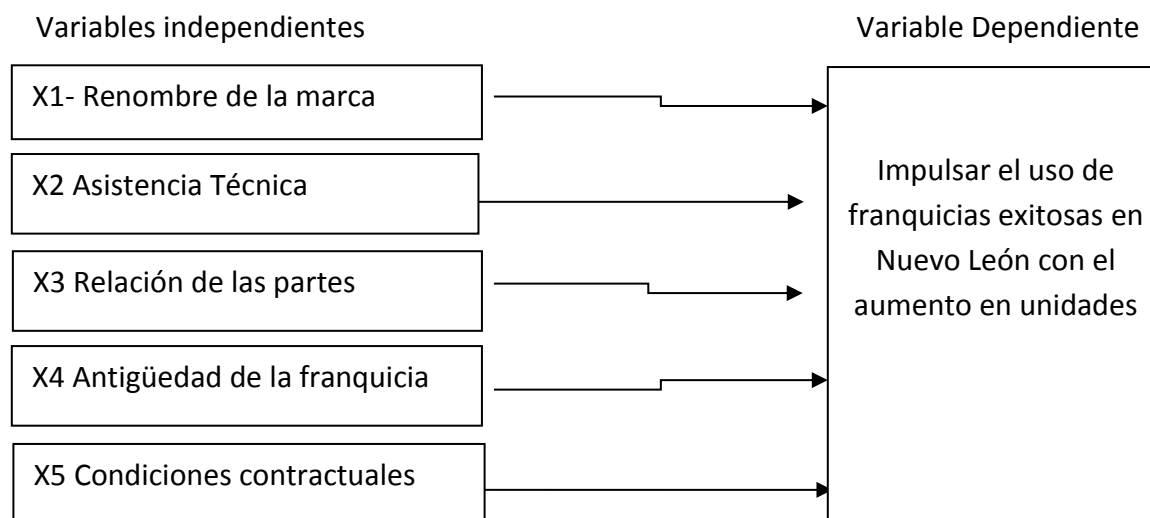 Variables independientes
Variable Dependiente
X1- Renombre de la marca
X2 Asistencia Técnica
X3 Relación de las partes
X4 Antigüedad de la franquicia
X5 Condiciones contractuales
Impulsar el uso de
franquicias exitosas en
Nuevo León con el
aumento en unidades